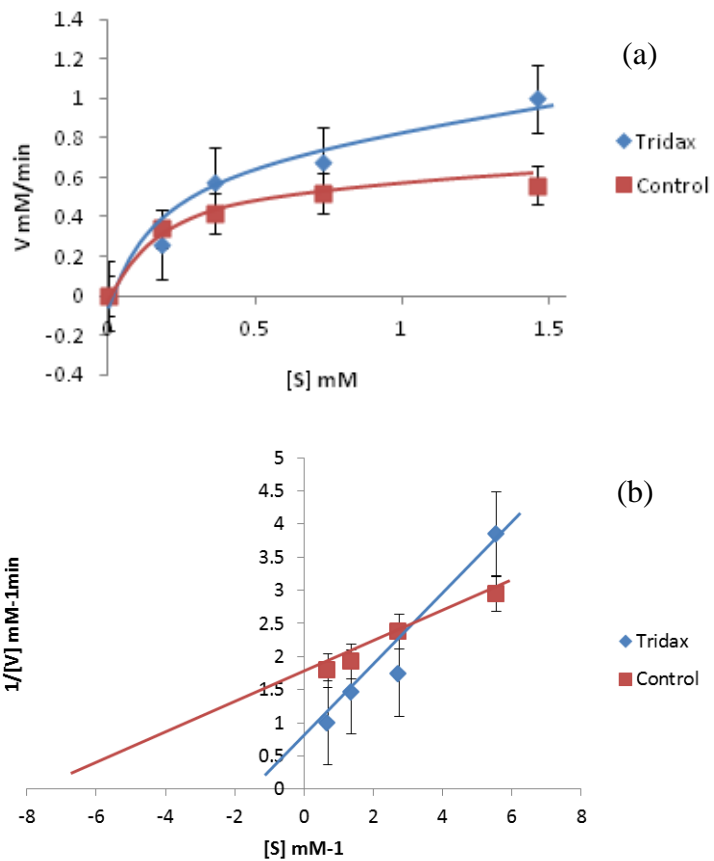 (a)
1.4
1.2
1
0.8
0.6
0.4
0.2
0
-0.2
-0.4
V mM/min
0 0.5 1 1.5
[S] mM
Tridax
Control
(b)
5
4.5
4
3.5
3
2.5
2
1.5
1
0.5
0
1/[V] mM-1min
-8 -6 -4 -2 0 2 4 6 8
[S] mM-1
Tridax
Control